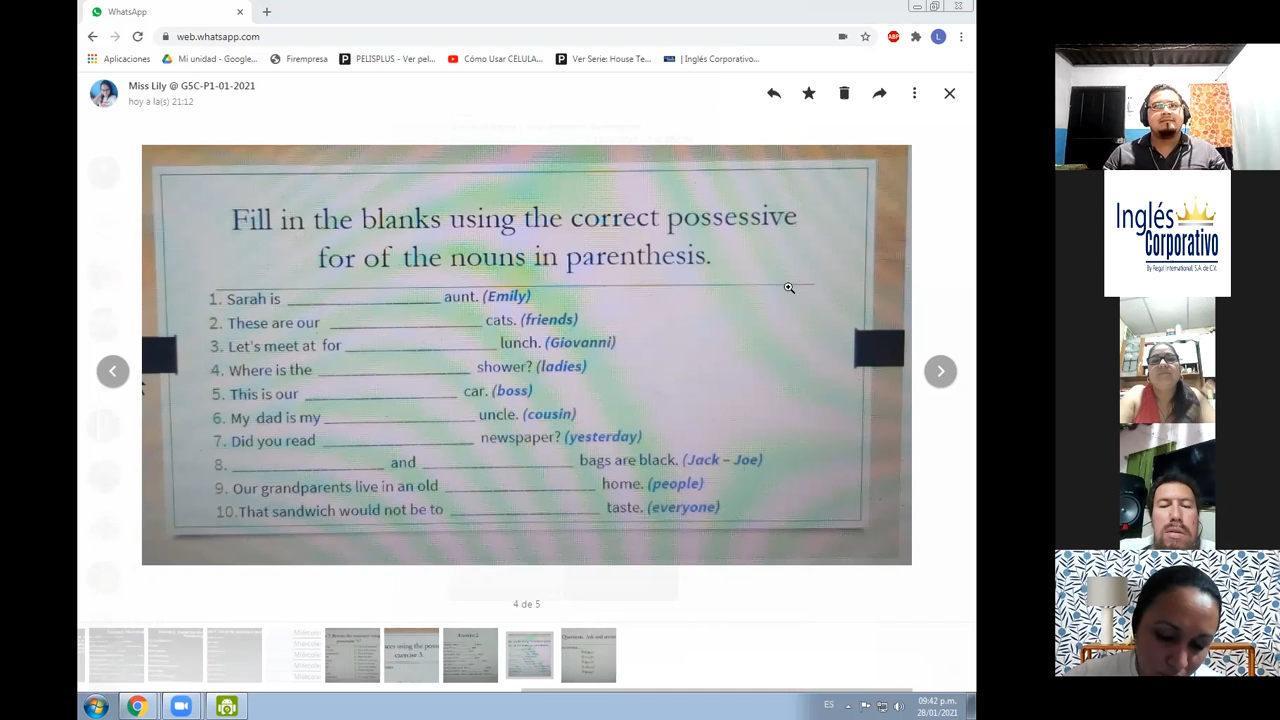 WhatsApp
web.whatsapp.com
ABP
L
Aplicaciones
Mi unidad - Google...
Firempresa
PELISPLUS - Ver pel...
Cómo Usar CELULA...
Ver Serie: House Te...
| Inglés Corporativo...
Miss Lily @ G5C-P1-01-2021
hoy a la(s) 21:12
Fill in the blanks using the correct possessive
for of the nouns in parenthesis.
1. Sarah is ________________ aunt. (Emily)
2. These are our ________________ cats. (friends)
3. Let's meet at for ________________ lunch. (Giovanni)
4. Where is the ________________ shower? (ladies)
5. This is our ________________ car. (boss)
6. My dad is my ________________ uncle. (cousin)
7. Did you read ________________ newspaper? (yesterday)
8. ________________ and ________________ bags are black. (Jack – Joe)
9. Our grandparents live in an old ________________ home. (people)
10.That sandwich would not be to ________________ taste. (everyone)
4 de 5
ES
09:42 p.m.
28/01/2021
Inglés
Corporativo
By Regal International, S.A. de C.V.